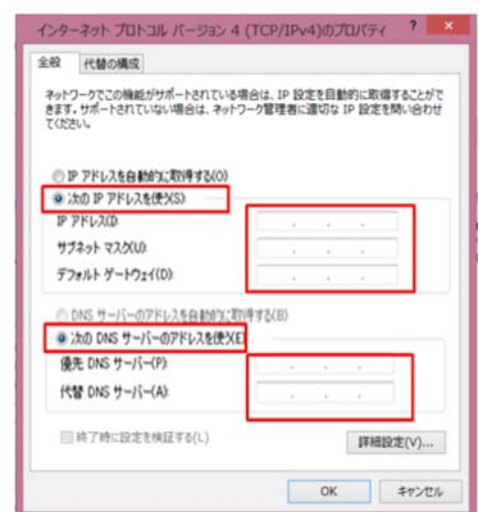 インターネット プロトコル バージョン 4 (TCP/IPv4)のプロパティ
? ×
全般 代替の構成
ネットワークでこの機能がサポートされている場合は、IP 設定を自動的に取得することがで
きます。サポートされていない場合は、ネットワーク管理者に適切な IP 設定を問い合わせ
てください。
IP アドレスを自動的に取得する(O)
次の IP アドレスを使う(S)
IP アドレス(I):
サブネット マスク(U):
デフォルト ゲートウェイ(D):
DNS サーバーのアドレスを自動的に取得する(B)
次の DNS サーバーのアドレスを使う(E)
優先 DNS サーバー(P):
代替 DNS サーバー(A):
終了時に設定を検証する(L)
詳細設定(V)...
OK キャンセル